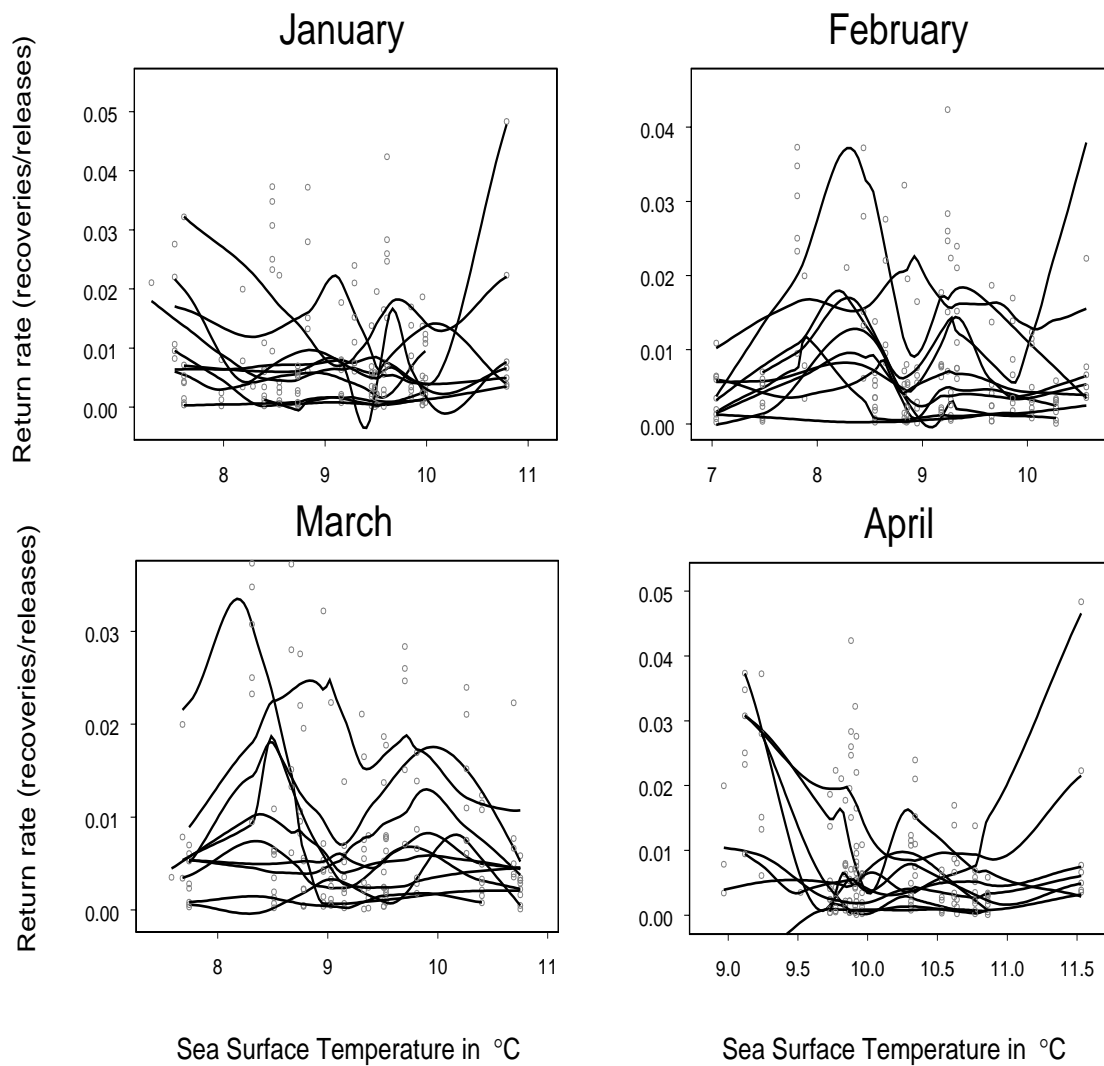 January
Return rate (recoveries/releases)
0.05
0.04
0.03
0.02
0.01
0.00
8 9 10 11
February
0.04
0.03
0.02
0.01
0.00
7 8 9 10
March
Return rate (recoveries/releases)
0.03
0.02
0.01
0.00
8 9 10 11
Sea Surface Temperature in °C
April
0.05
0.04
0.03
0.02
0.01
0.00
9.0 9.5 10.0 10.5 11.0 11.5
Sea Surface Temperature in °C